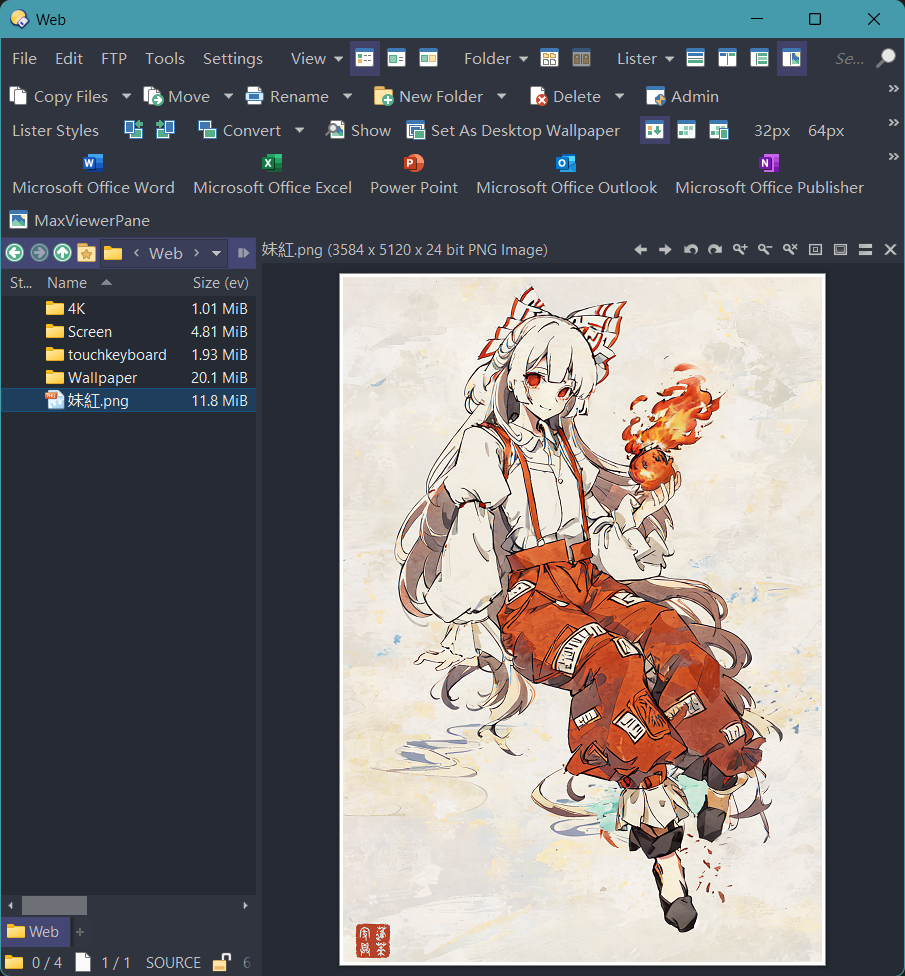 Web
File Edit FTP Tools Settings View Folder Lister Se...
Copy Files Move Rename New Folder Delete Admin
Lister Styles Convert Show Set As Desktop Wallpaper 32px 64px
Microsoft Office Word Microsoft Office Excel Power Point Microsoft Office Outlook Microsoft Office Publisher
MaxViewerPane
Web
妹紅.png (3584 x 5120 x 24 bit PNG Image)
St... Name Size (ev)
4K 1.01 MiB
Screen 4.81 MiB
touchkeyboard 1.93 MiB
Wallpaper 20.1 MiB
妹紅.png 11.8 MiB
Web
0 / 4 1 / 1 SOURCE 6